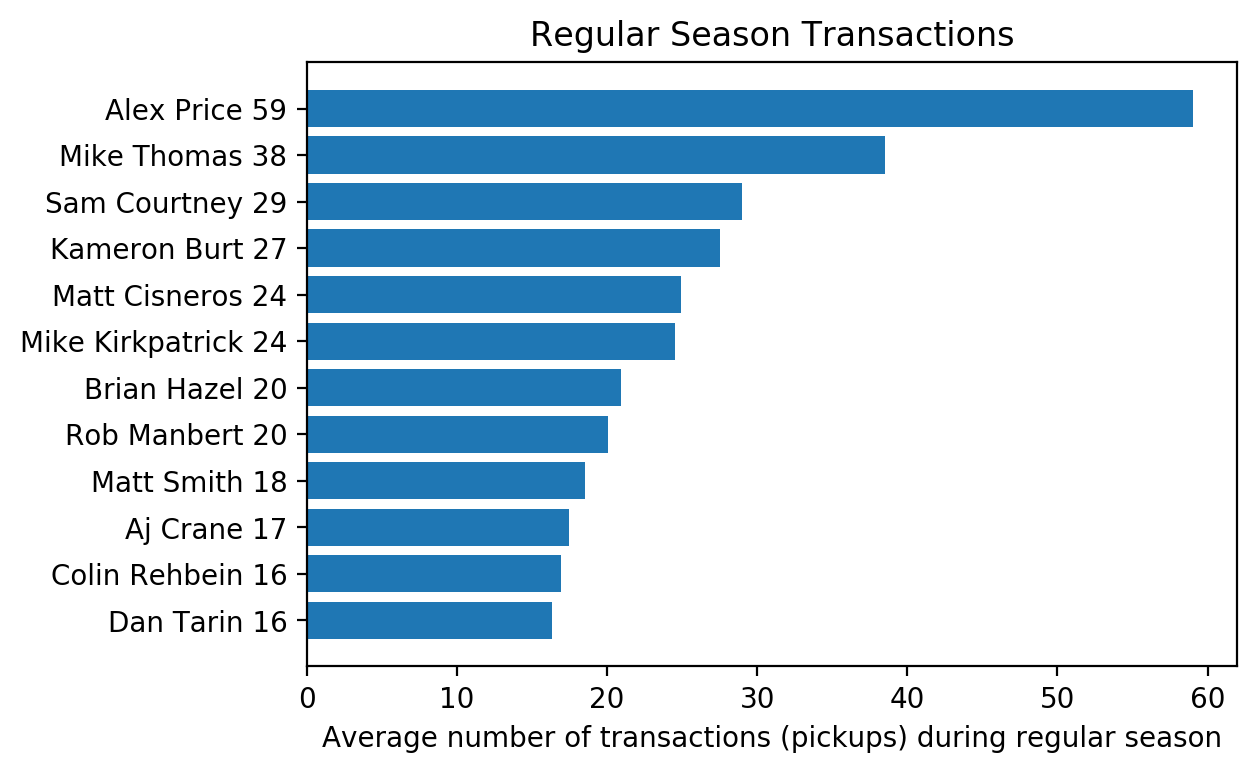 Regular Season Transactions
Alex Price 59
Mike Thomas 38
Sam Courtney 29
Kameron Burt 27
Matt Cisneros 24
Mike Kirkpatrick 24
Brian Hazel 20
Rob Manbert 20
Matt Smith 18
Aj Crane 17
Colin Rehbein 16
Dan Tarin 16
0 10 20 30 40 50 60
Average number of transactions (pickups) during regular season